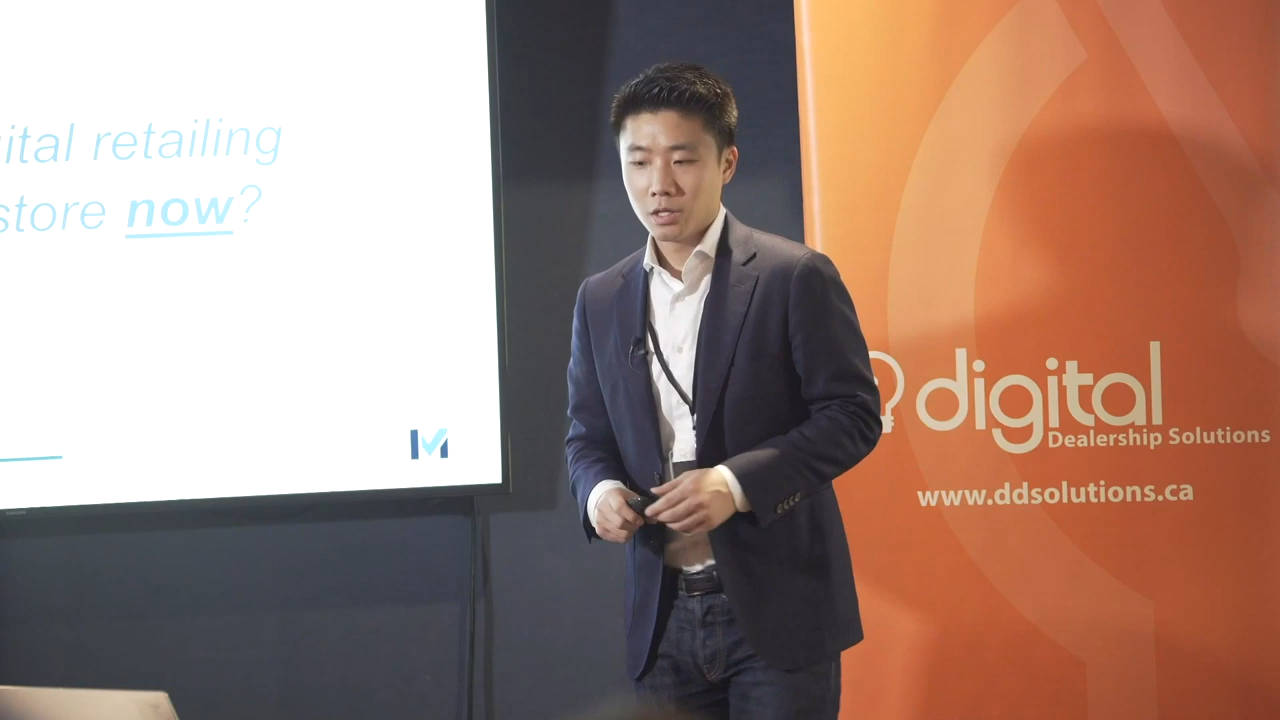 ital retailing
store now?
M
digital
Dealership Solutions
www.ddsolutions.ca